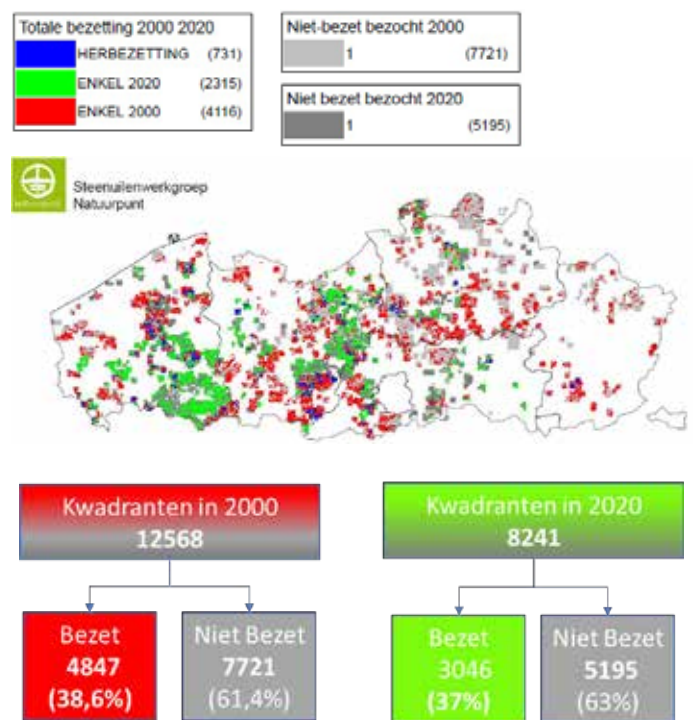 Totale bezetting 2000 2020
HERBEZETTING (731)
ENKEL 2020 (2315)
ENKEL 2000 (4116)
Niet-bezet bezocht 2000
1 (7721)
Niet bezet bezocht 2020
1 (5195)
Steenuilenwerkgroep
Natuurpunt
Kwadranten in 2000
12568
Bezet
4847
(38,6%)
Niet Bezet
7721
(61,4%)
Kwadranten in 2020
8241
Bezet
3046
(37%)
Niet Bezet
5195
(63%)